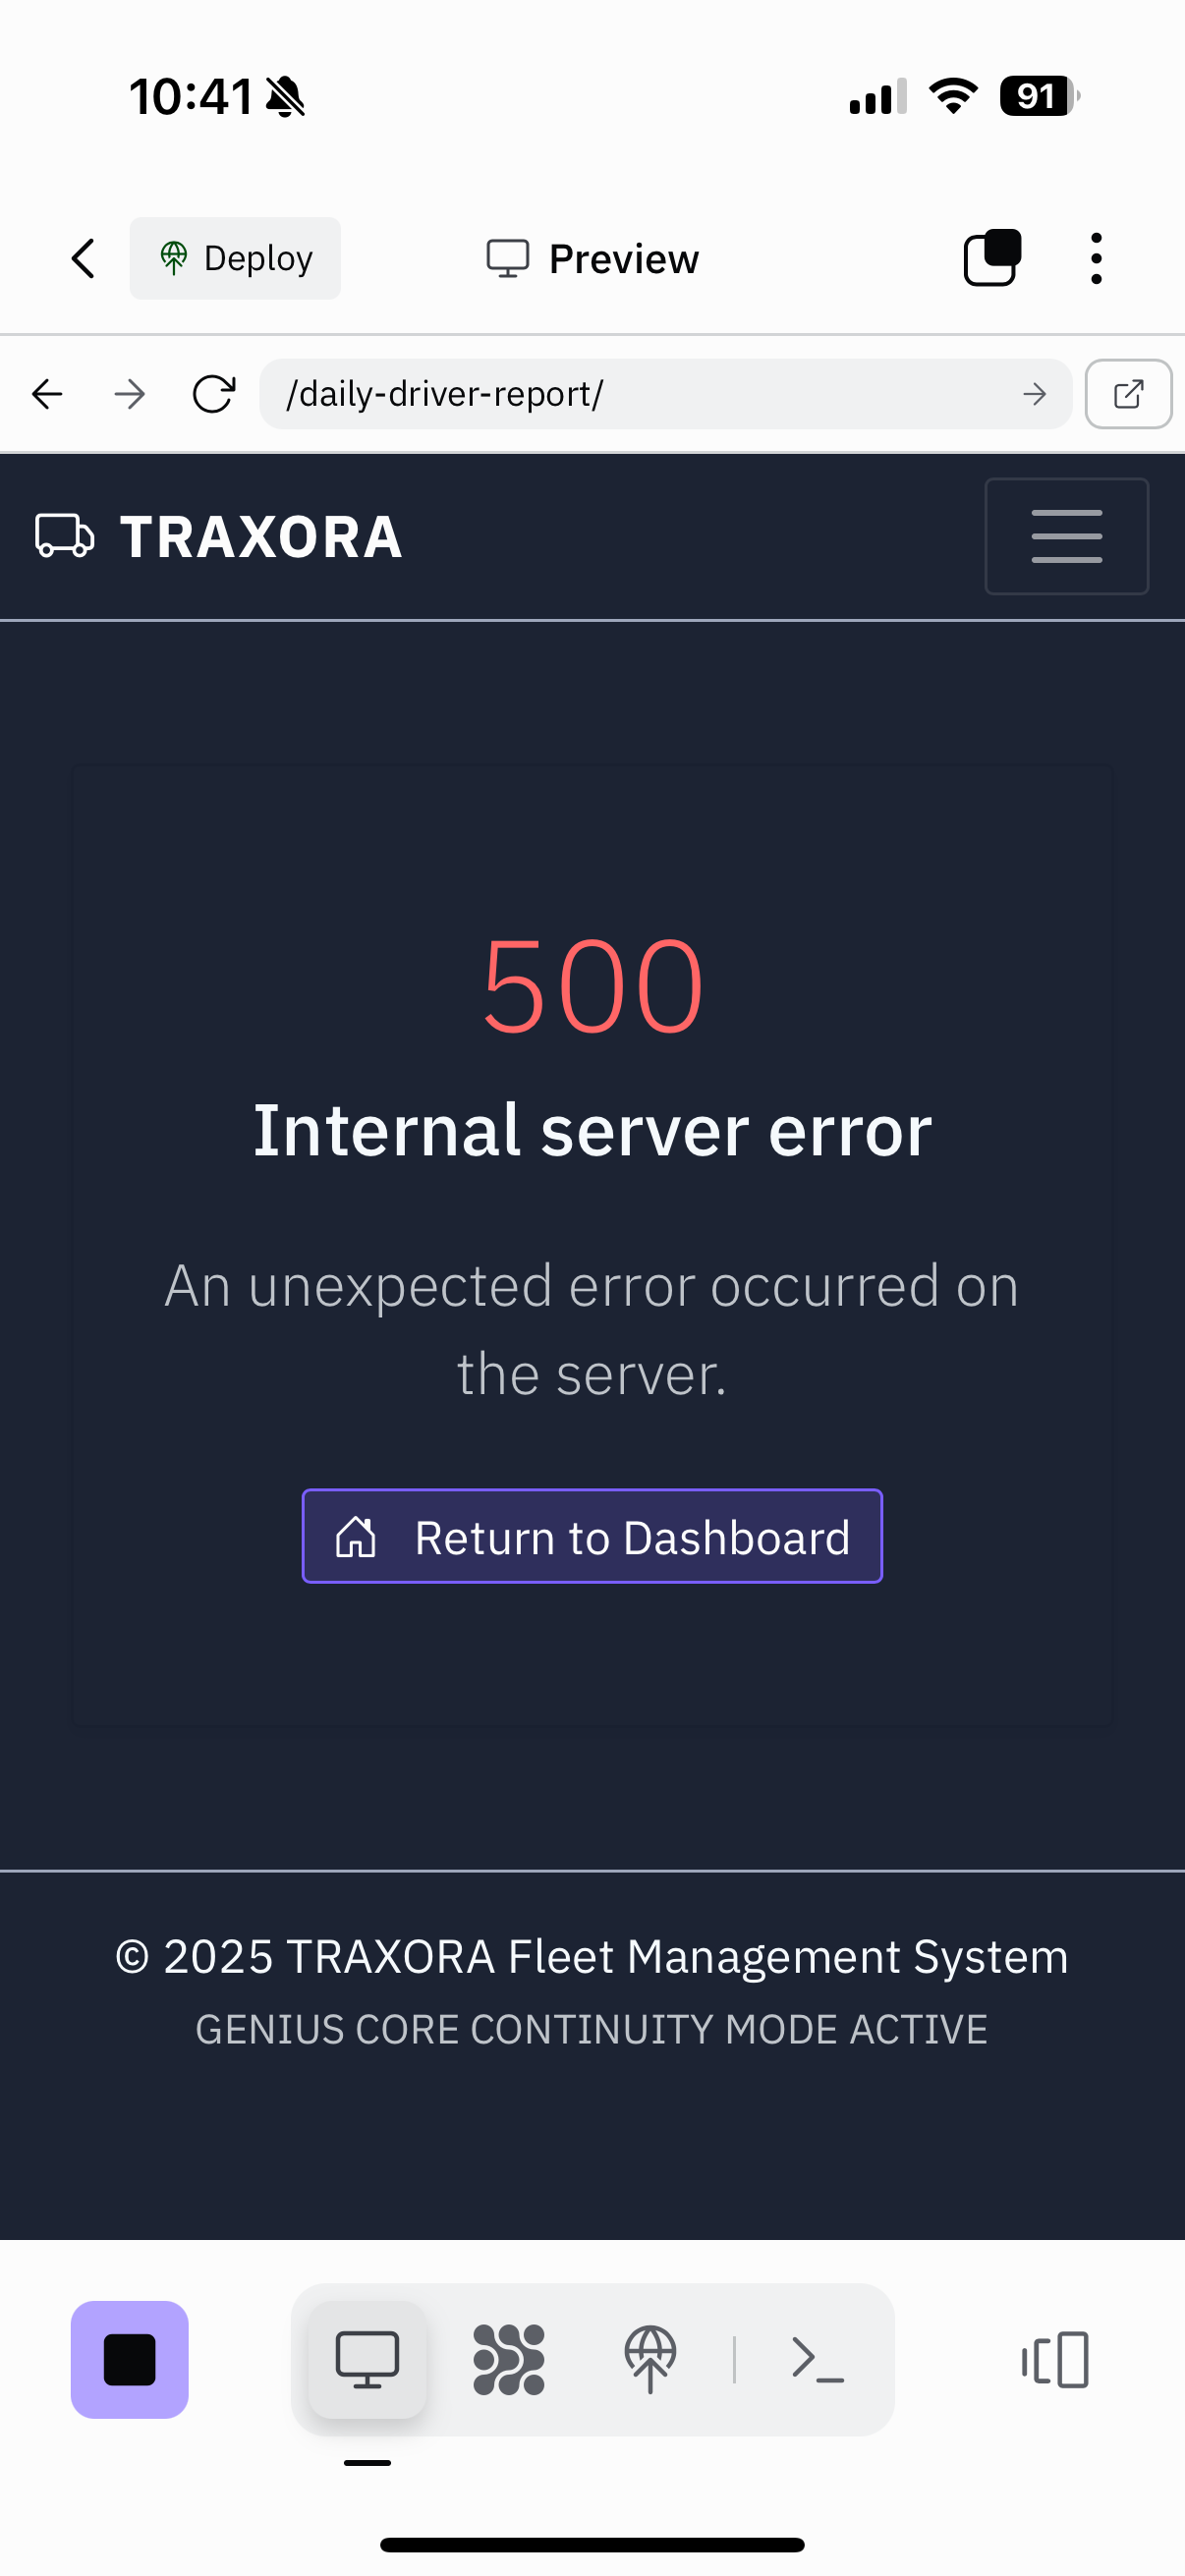 10:41
91
Deploy
Preview
/daily-driver-report/
TRAXORA
500
Internal server error
An unexpected error occurred on
the server.
Return to Dashboard
© 2025 TRAXORA Fleet Management System
GENIUS CORE CONTINUITY MODE ACTIVE